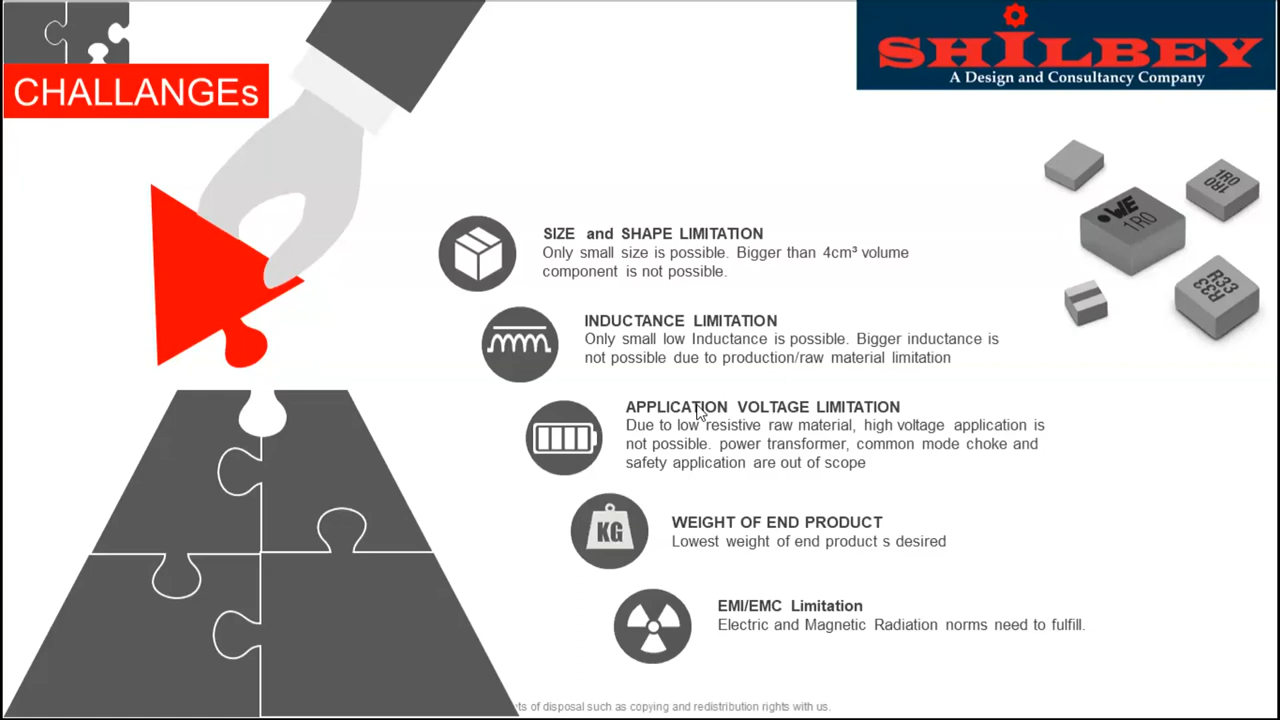 CHALLANGEs
SHILBEY
A Design and Consultancy Company
WE
1R0
1R0
1R0
R33
R33
R33
SIZE and SHAPE LIMITATION
Only small size is possible. Bigger than 4cm³ volume
component is not possible.
INDUCTANCE LIMITATION
Only small low Inductance is possible. Bigger inductance is
not possible due to production/raw material limitation
APPLICATION VOLTAGE LIMITATION
Due to low resistive raw material, high voltage application is
not possible. power transformer, common mode choke and
safety application are out of scope
KG
WEIGHT OF END PRODUCT
Lowest weight of end product s desired
EMI/EMC Limitation
Electric and Magnetic Radiation norms need to fulfill.
of disposal such as copying and redistribution rights with us.